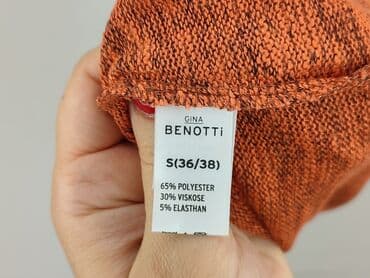 GINA
BENOTTi
S(36/38)
65% POLYESTER
30% VISKOSE
5% ELASTHAN